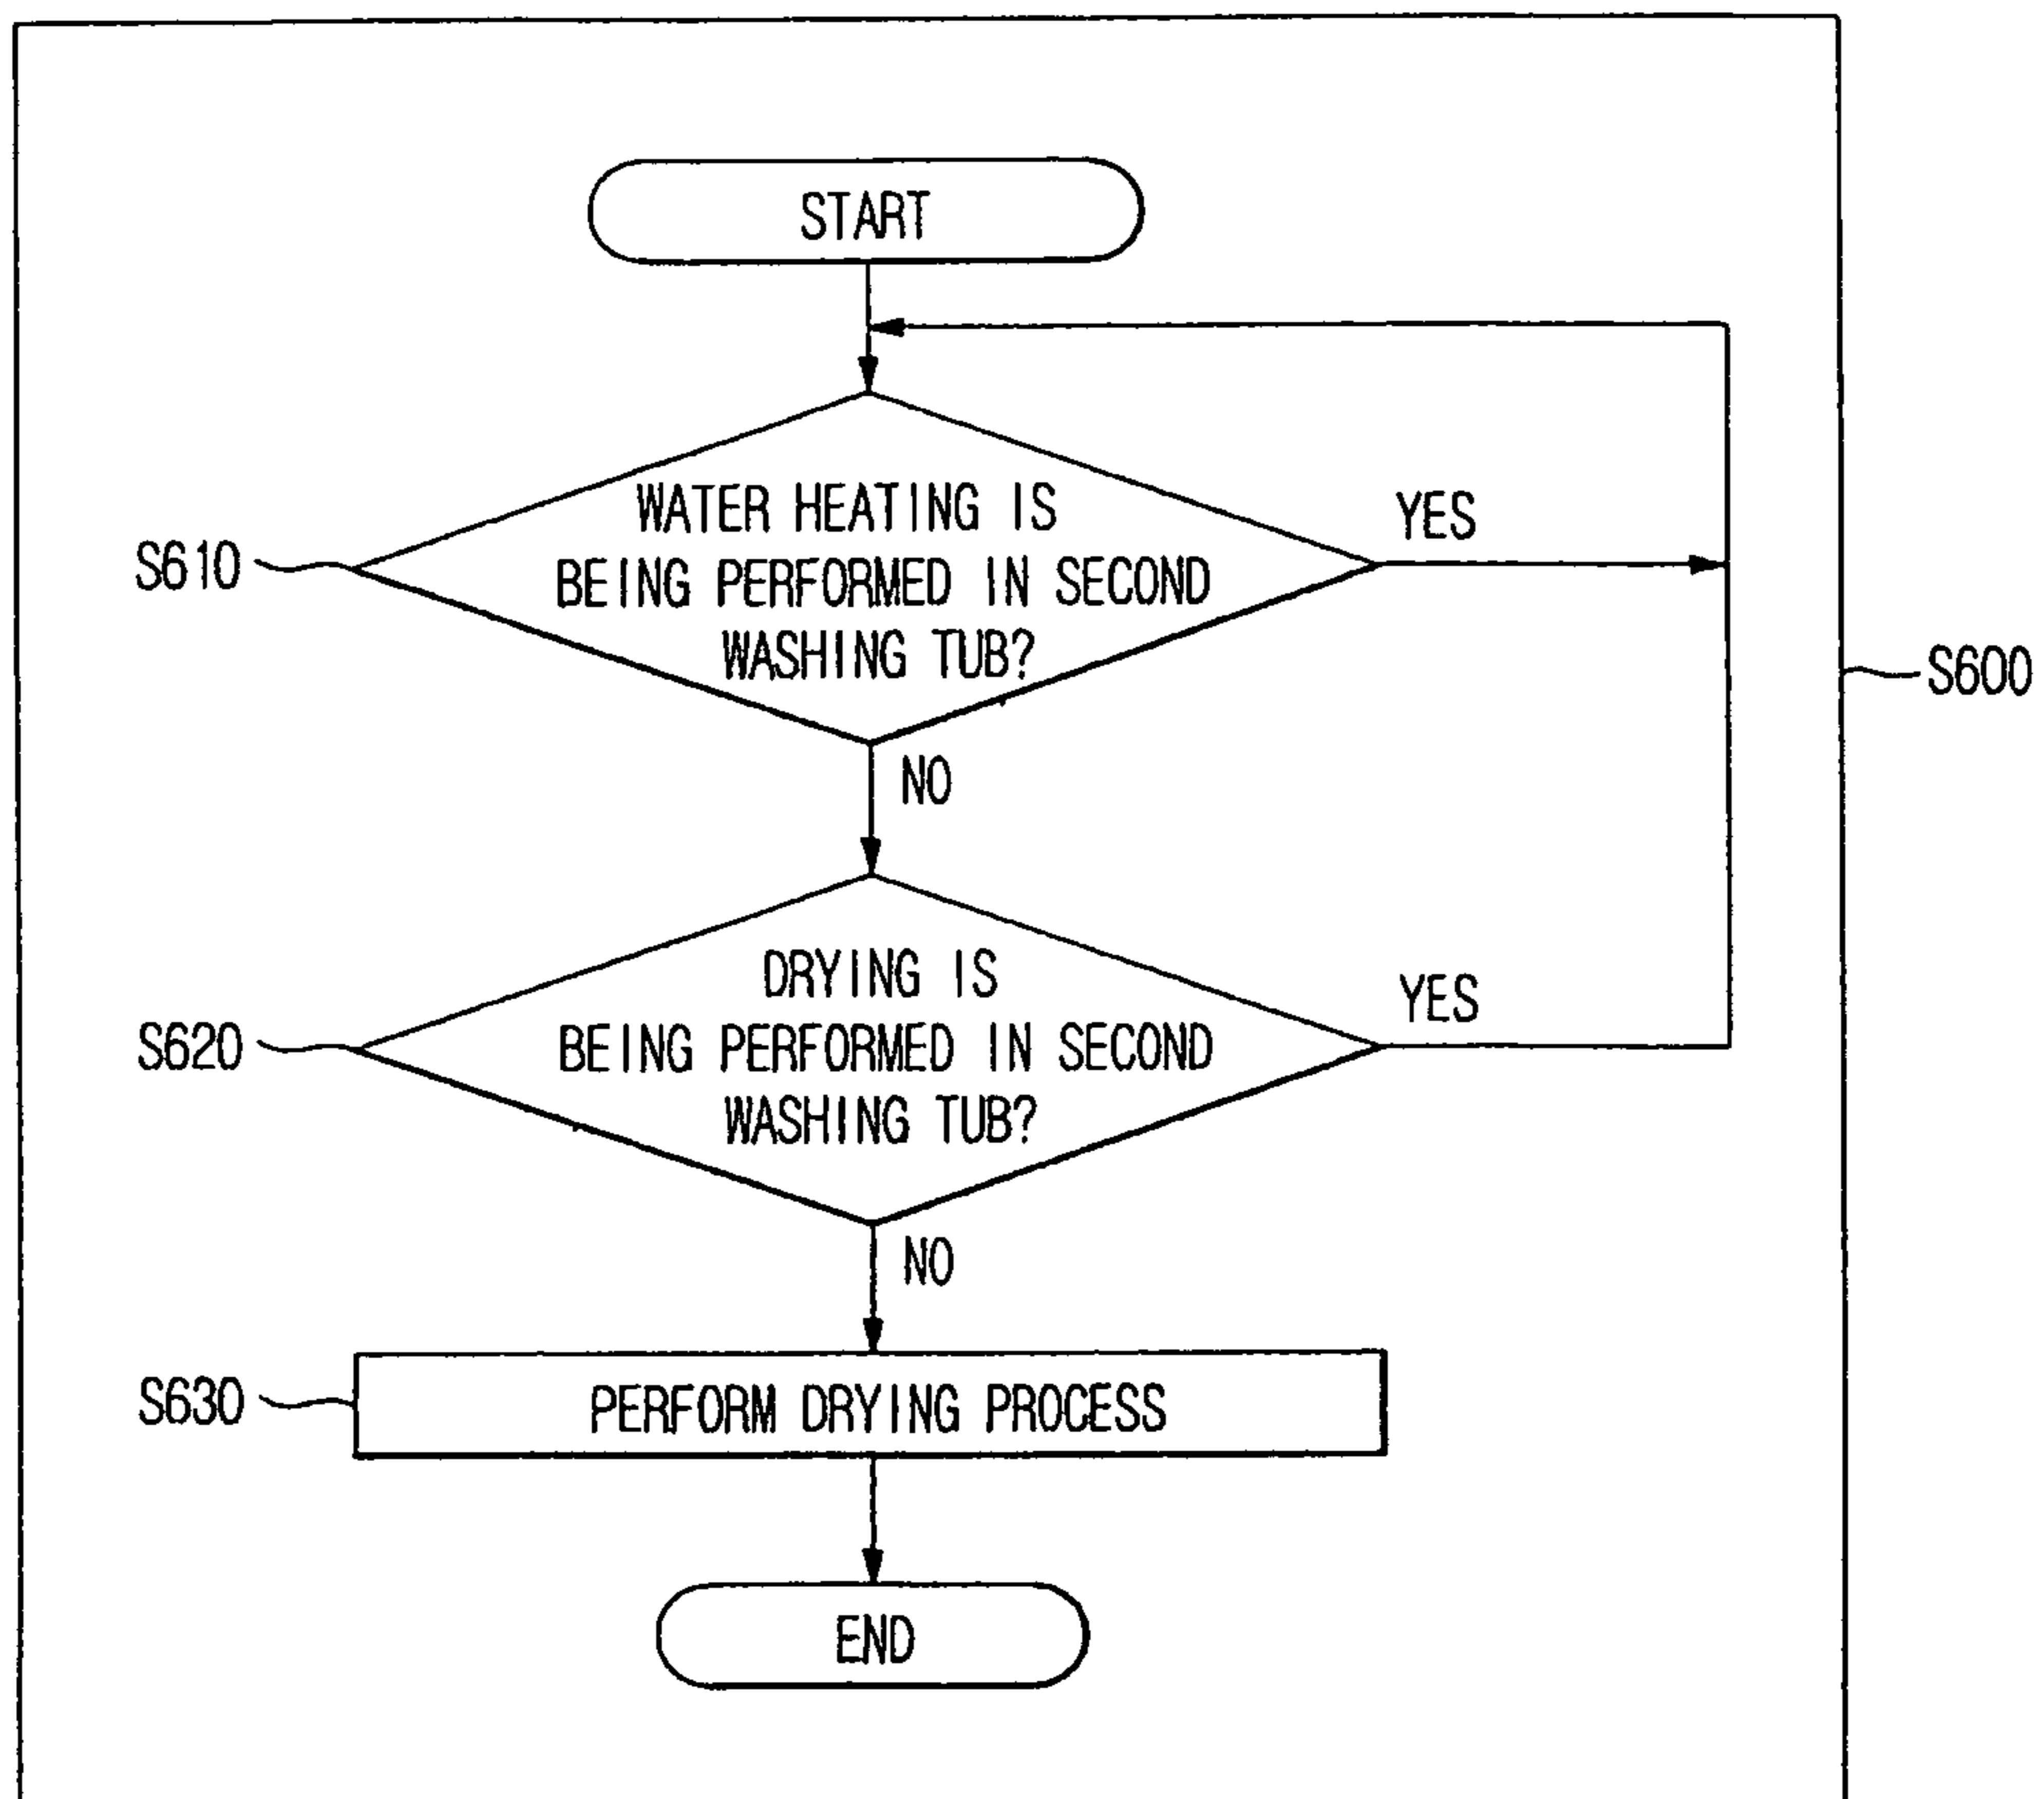 START
WATER HEATING IS
BEING PERFORMED IN SECOND
WASHING TUB?
YES
S610
S600
NO
DRYING IS
BEING PERFORMED IN SECOND
WASHING TUB?
YES
S620
NO
PERFORM DRYING PROCESS
S630
END